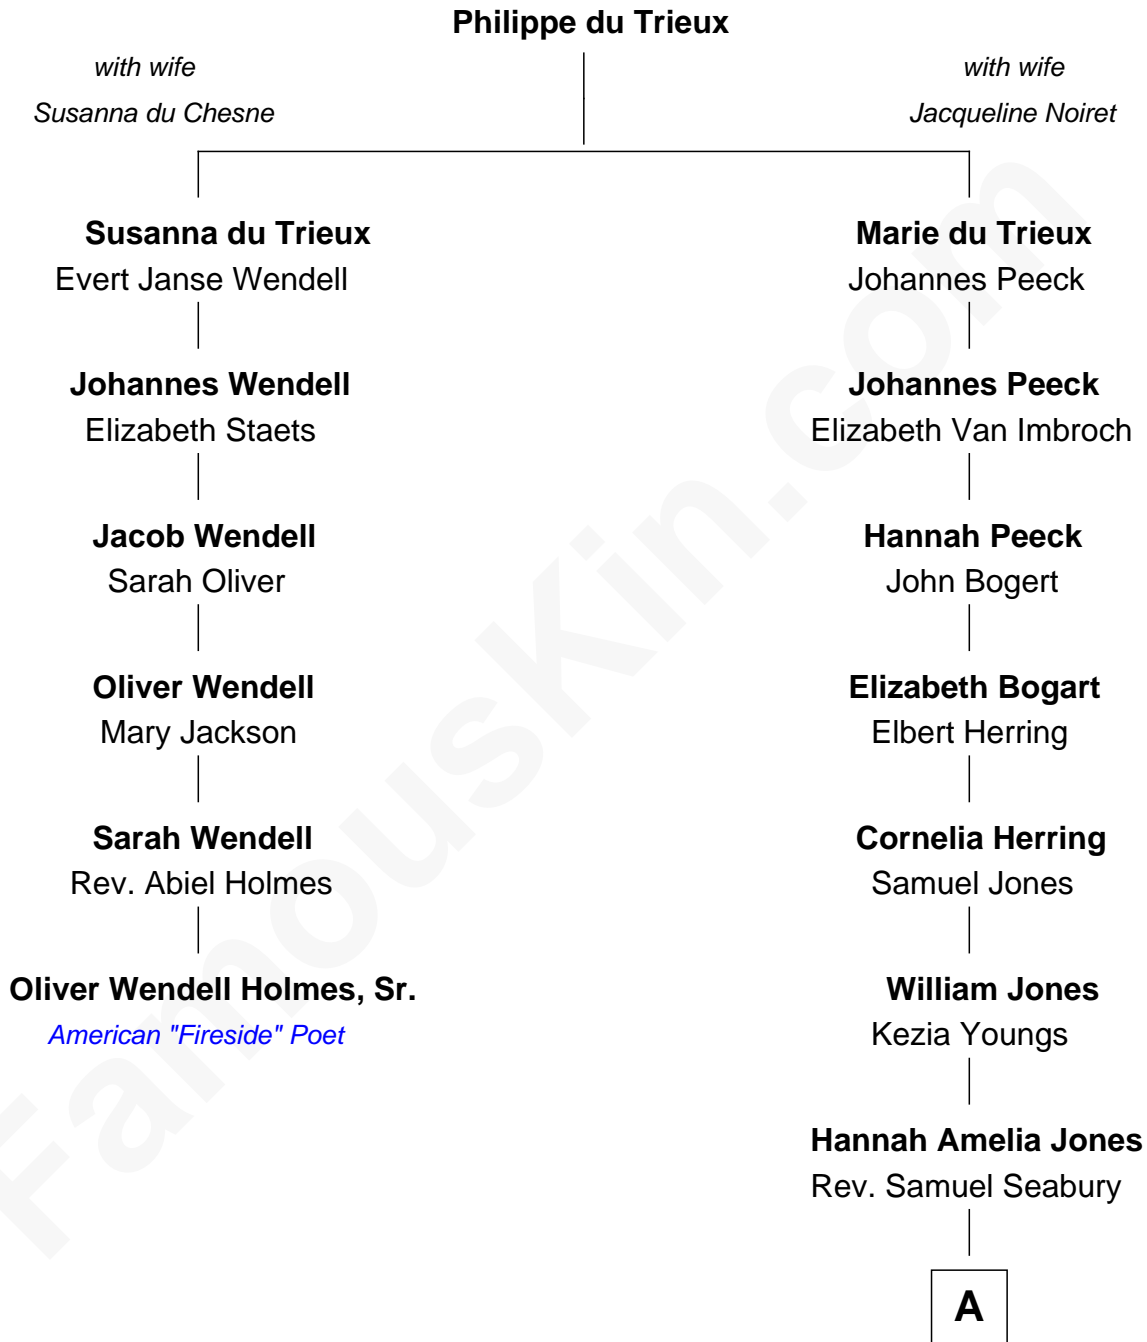 Philippe du Trieux
with wife
Susanna du Chesne
with wife
Jacqueline Noiret
Susanna du Trieux
Evert Janse Wendell
Marie du Trieux
Johannes Peeck
Johannes Wendell
Elizabeth Staets
Johannes Peeck
Elizabeth Van Imbroch
Jacob Wendell
Sarah Oliver
Hannah Peeck
John Bogert
Oliver Wendell
Mary Jackson
Elizabeth Bogart
Elbert Herring
Sarah Wendell
Rev. Abiel Holmes
Cornelia Herring
Samuel Jones
Oliver Wendell Holmes, Sr.
American "Fireside" Poet
William Jones
Kezia Youngs
Hannah Amelia Jones
Rev. Samuel Seabury
A
FamousKin.com